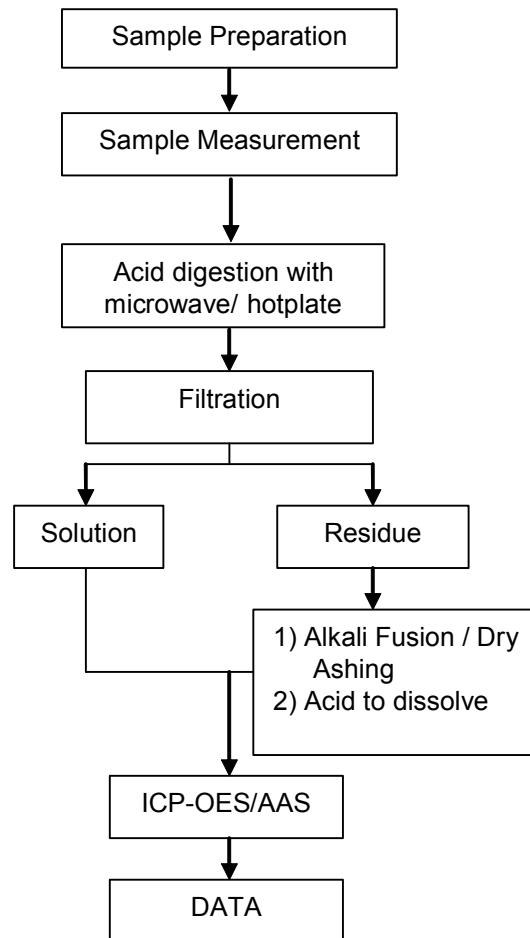 Sample Preparation
Sample Measurement
Acid digestion with
microwave/ hotplate
Filtration
Solution
Residue
1) Alkali Fusion / Dry
Ashing
2) Acid to dissolve
ICP-OES/AAS
DATA